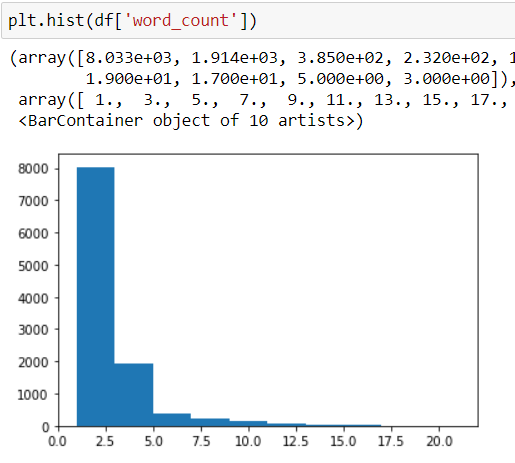 plt.hist(df['word_count'])
(array([8.033e+03, 1.914e+03, 3.850e+02, 2.320e+02, 1
1.900e+01, 1.700e+01, 5.000e+00, 3.000e+00]),
array([ 1.,  3.,  5.,  7.,  9., 11., 13., 15., 17.,
<BarContainer object of 10 artists>)
8000
7000
6000
5000
4000
3000
2000
1000
0
0.0 2.5 5.0 7.5 10.0 12.5 15.0 17.5 20.0